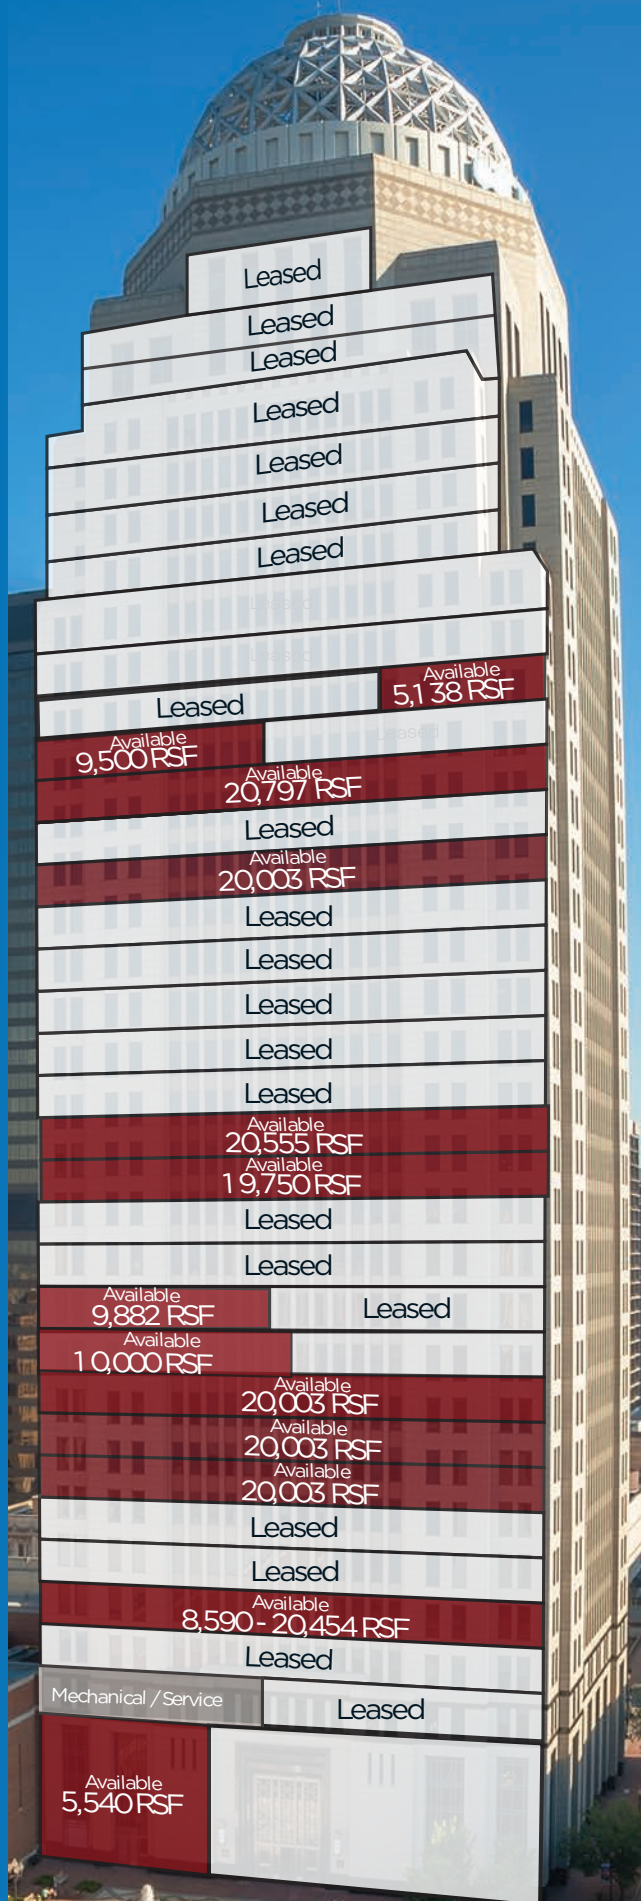 Leased
Leased
Leased
Leased
Leased
Leased
Leased
Leased
Leased
Available
5,138 RSF
Leased
Available
9,500 RSF
Leased
Available
20,797 RSF
Leased
Available
20,003 RSF
Leased
Leased
Leased
Leased
Leased
Available
20,555 RSF
Available
19,750 RSF
Leased
Leased
Available
9,882 RSF
Leased
Available
10,000 RSF
Available
20,003 RSF
Available
20,003 RSF
Available
20,003 RSF
Leased
Leased
Available
8,590 - 20,454 RSF
Leased
Mechanical / Service
Leased
Available
5,540 RSF